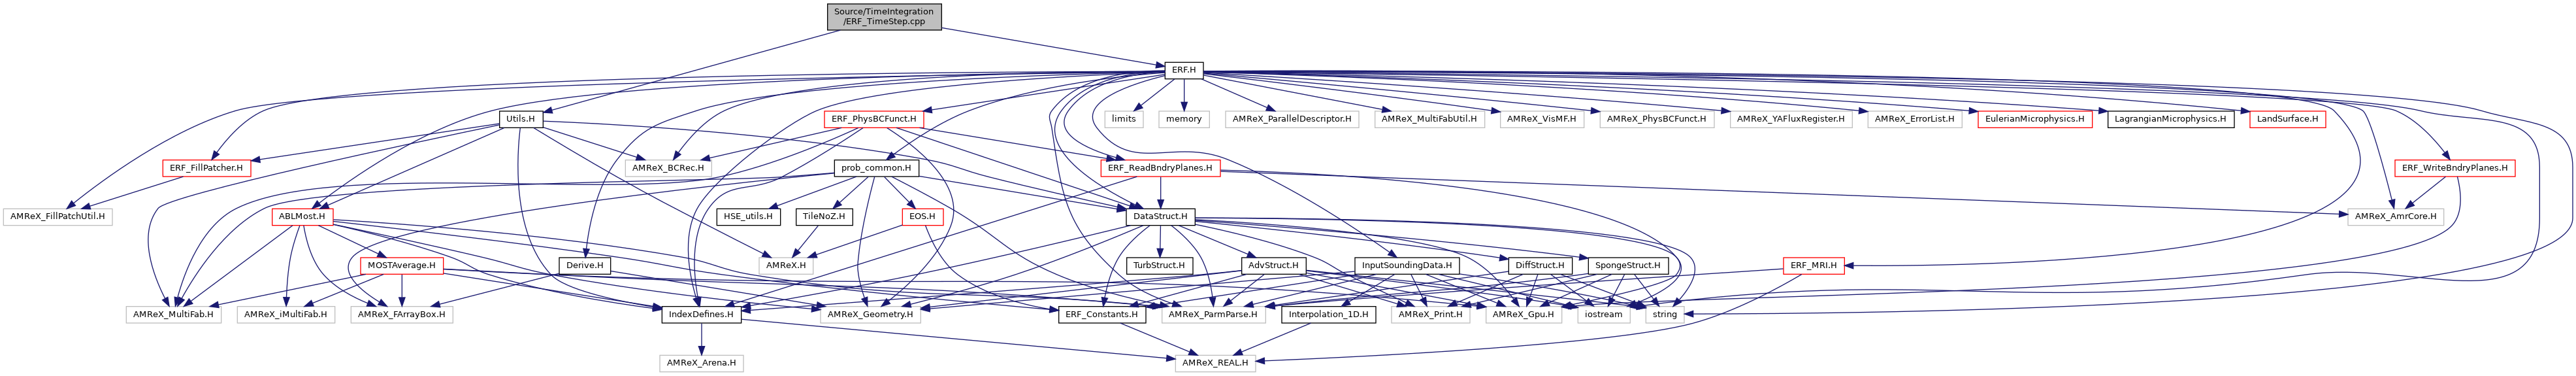 Source/TimeIntegration
/ERF_TimeStep.cpp
ERF.H
Utils.H
ERF_PhysBCFunct.H
limits
memory
AMReX_ParallelDescriptor.H
AMReX_MultiFabUtil.H
AMReX_VisMF.H
AMReX_PhysBCFunct.H
AMReX_YAFluxRegister.H
AMReX_ErrorList.H
EulerianMicrophysics.H
LagrangianMicrophysics.H
LandSurface.H
ERF_FillPatcher.H
AMReX_BCRec.H
prob_common.H
ERF_ReadBndryPlanes.H
ERF_WriteBndryPlanes.H
AMReX_FillPatchUtil.H
ABLMost.H
HSE_utils.H
TileNoZ.H
EOS.H
DataStruct.H
AMReX_AmrCore.H
MOSTAverage.H
Derive.H
AMReX.H
TurbStruct.H
AdvStruct.H
InputSoundingData.H
DiffStruct.H
SpongeStruct.H
ERF_MRI.H
AMReX_MultiFab.H
AMReX_iMultiFab.H
AMReX_FArrayBox.H
IndexDefines.H
AMReX_Geometry.H
ERF_Constants.H
AMReX_ParmParse.H
Interpolation_1D.H
AMReX_Print.H
AMReX_Gpu.H
iostream
string
AMReX_Arena.H
AMReX_REAL.H